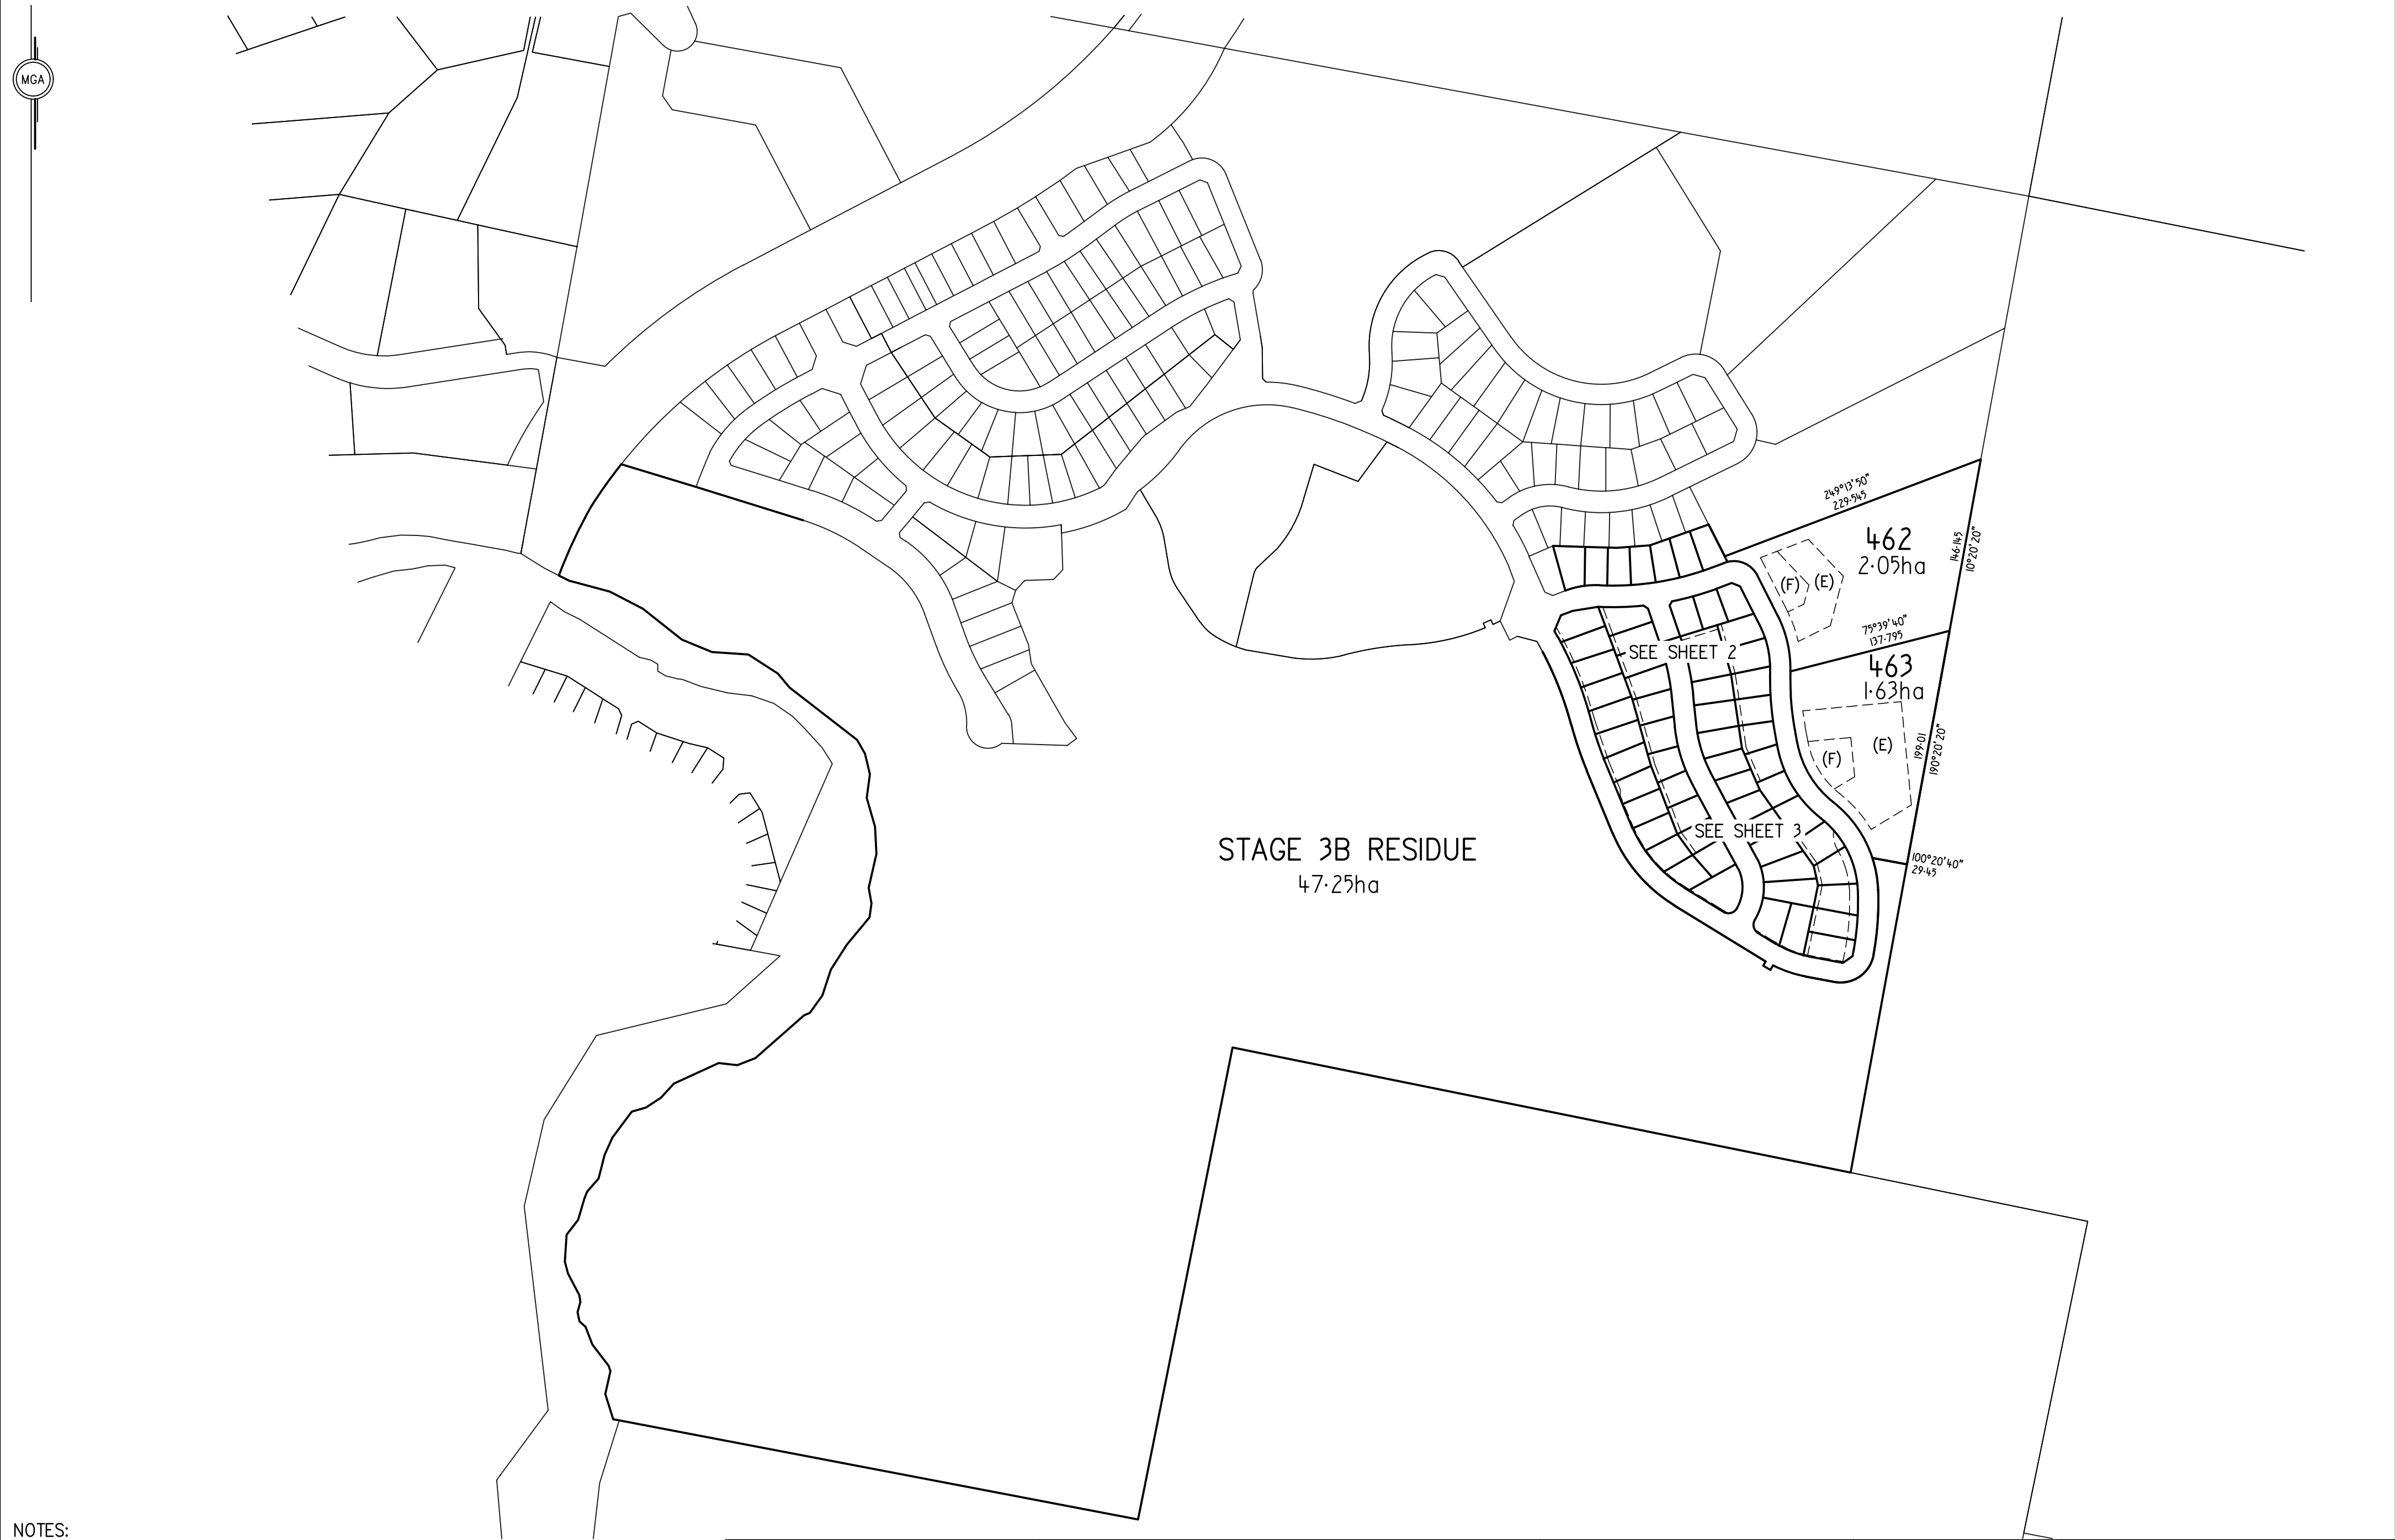 MGA
249°13'50"
229·545
462
2·05ha
146·145
10°20'20"
(F)
(E)
75°39'40"
137·795
SEE SHEET 2
463
1·63ha
(E)
(F)
199·01
190°20'20"
SEE SHEET 3
STAGE 3B RESIDUE
47·25ha
100°20'40"
29·45
NOTES: